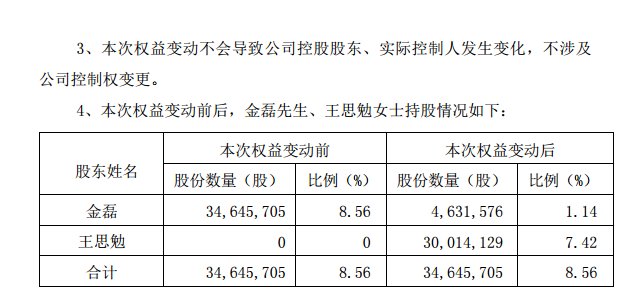 3、本次权益变动不会导致公司控股股东、实际控制人发生变化，不涉及
公司控制权变更。
4、本次权益变动前后，金磊先生、王思勉女士持股情况如下：
股东姓名 本次权益变动前 本次权益变动后
股份数量（股） 比例（%） 股份数量（股） 比例（%）
金磊 34,645,705 8.56 4,631,576 1.14
王思勉 0 0 30,014,129 7.42
合计 34,645,705 8.56 34,645,705 8.56